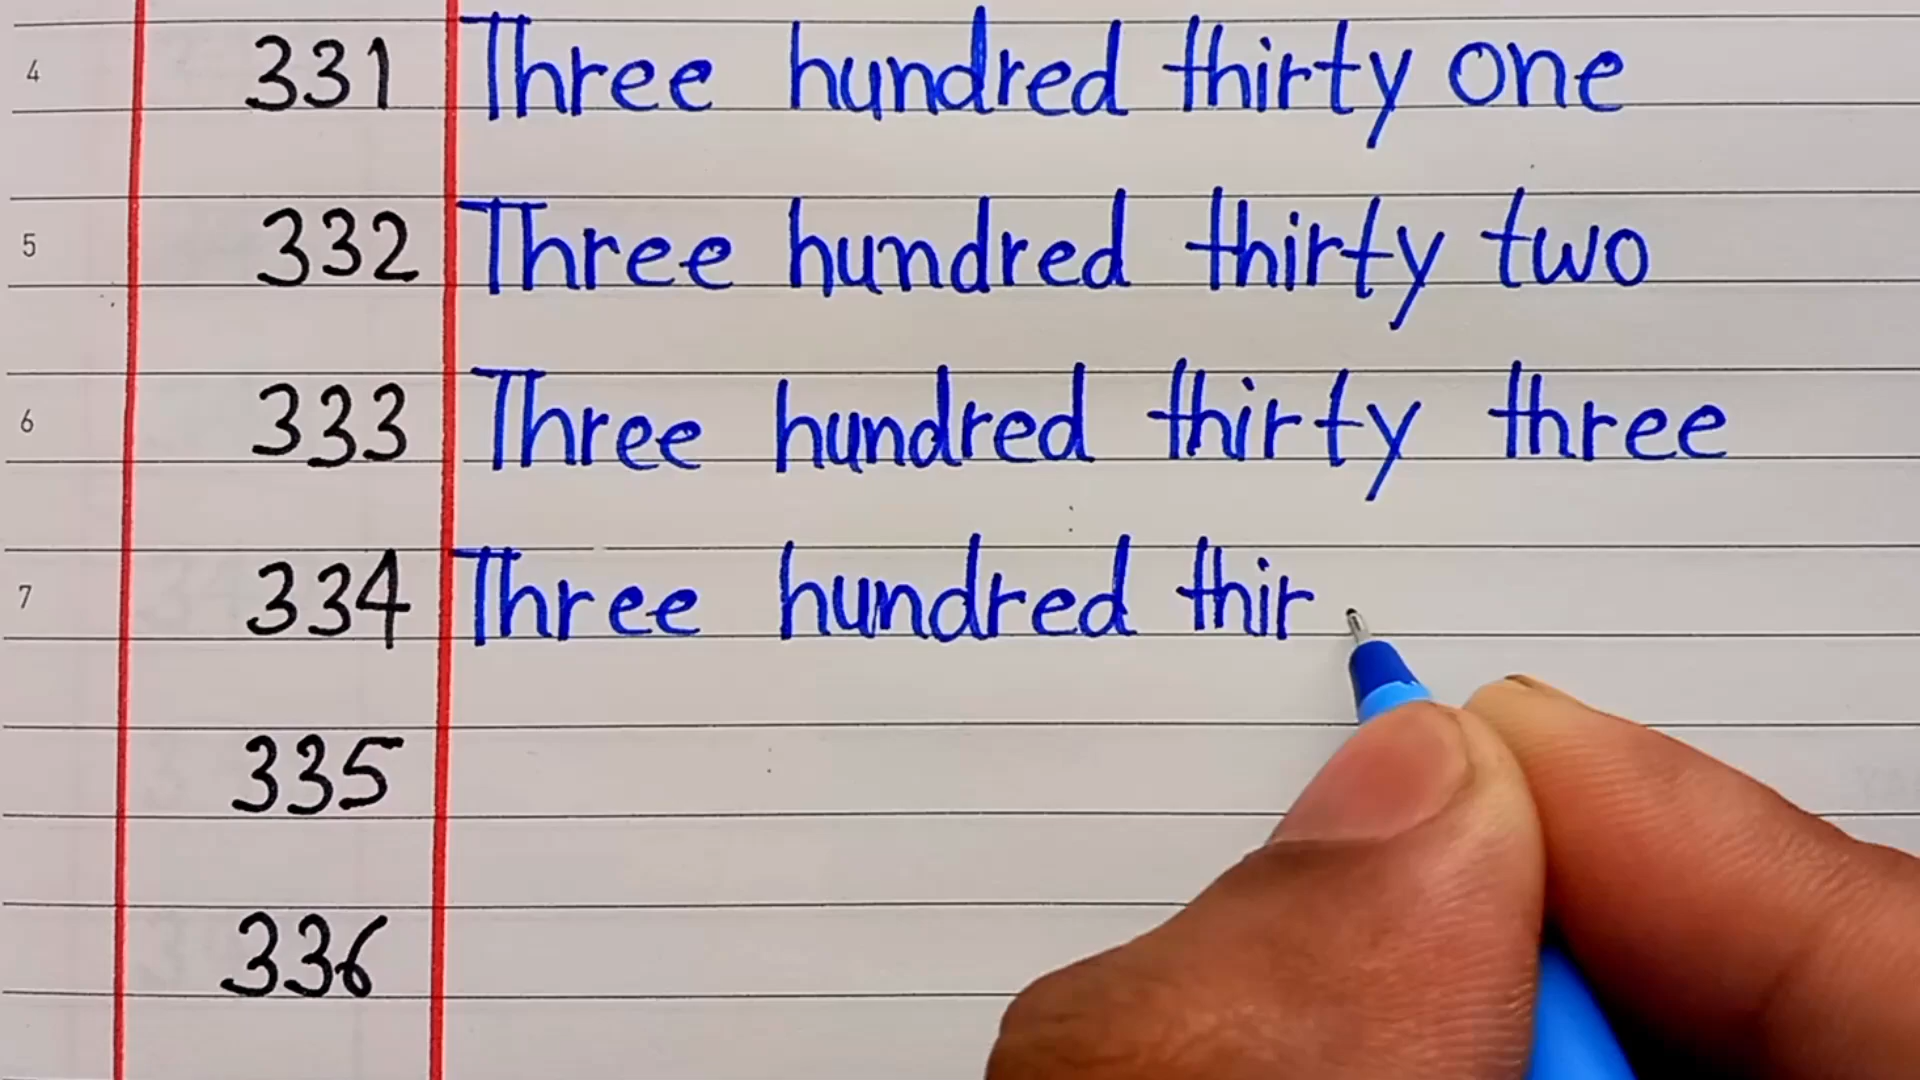 4 331 Three hundred thirty one
5 332 Three hundred thirty two
6 333 Three hundred thirty three
7 334 Three hundred thir
335
336